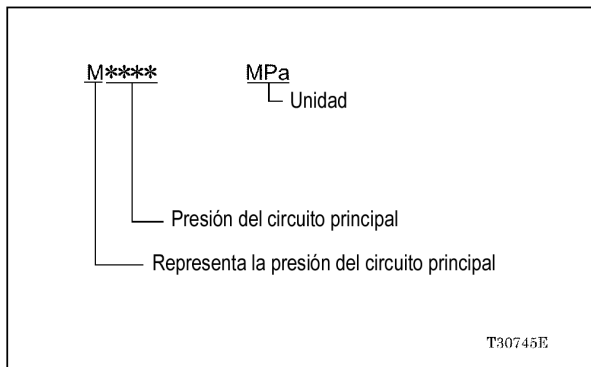 M**** MPa
Unidad
Presión del circuito principal
Representa la presión del circuito principal
T30745E